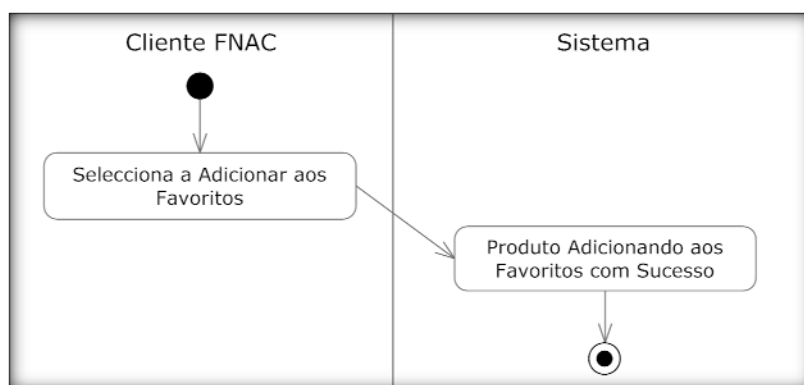 Cliente FNAC
Sistema
Selecciona a Adicionar aos
Favoritos
Produto Adicionando aos
Favoritos com Sucesso